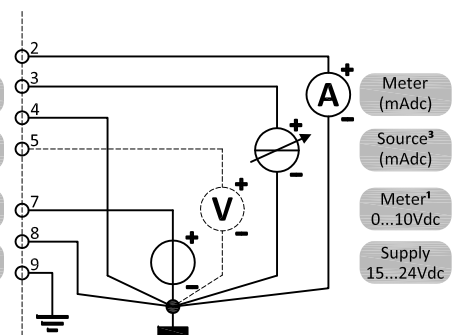 2
3
4
5
7
8
9
+
A
−
+
−
+
V
−
+
−
Meter
(mAdc)
Source³
(mAdc)
Meter¹
0...10Vdc
Supply
15...24Vdc